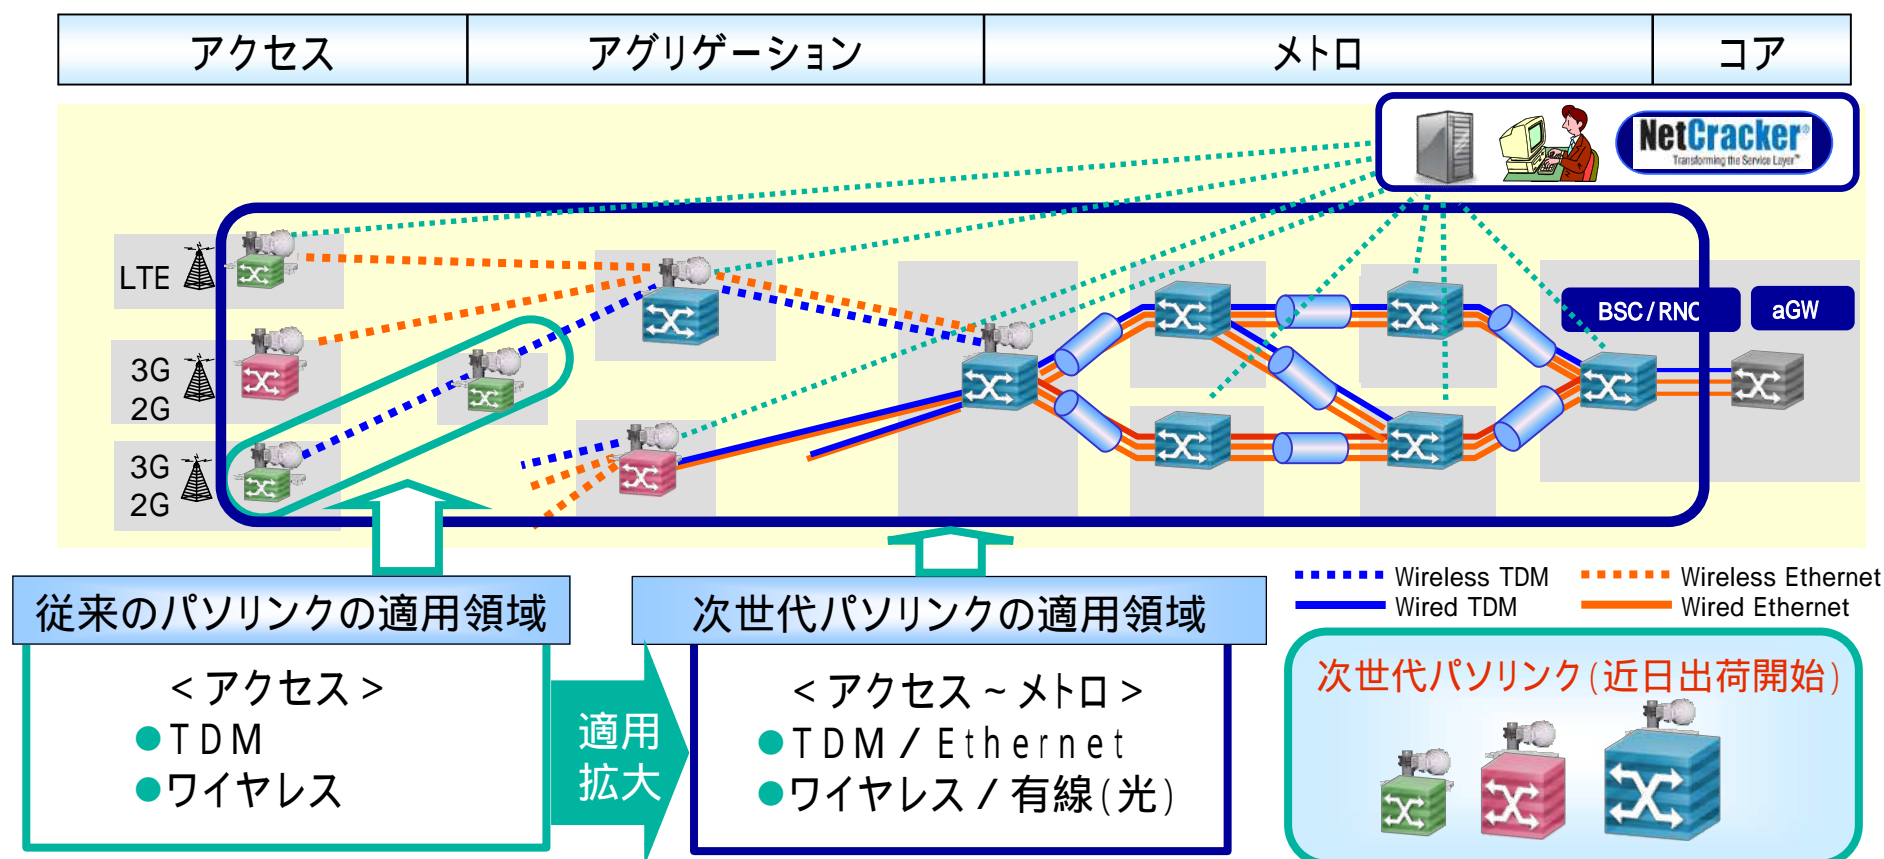 アクセス
アグリゲーション
メトロ
コア
NetCracker®
Transforming the Service Layer™
LTE
3G
2G
3G
2G
BSC/RNC
aGW
Wireless TDM
Wireless Ethernet
Wired TDM
Wired Ethernet
従来のパソリンクの適用領域
<アクセス>
●TDM
●ワイヤレス
適用
拡大
次世代パソリンクの適用領域
<アクセス~メトロ>
●TDM/Ethernet
●ワイヤレス/有線(光)
次世代パソリンク(近日出荷開始)